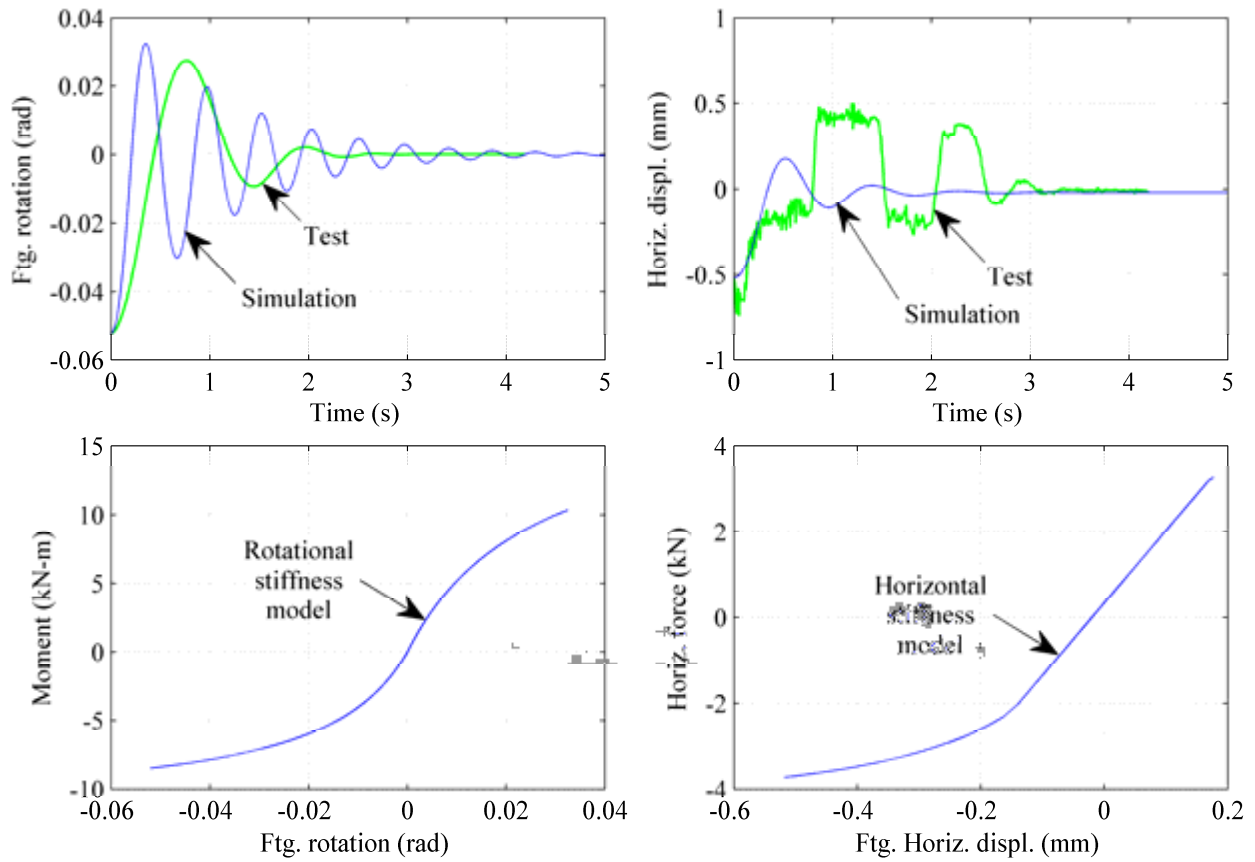 0.04
0.02
0
-0.02
-0.04
-0.06
Ftg. rotation (rad)
Test
Simulation
0 1 2 3 4 5
Time (s)
1
0.5
0
-0.5
-1
Horiz. displ. (mm)
Test
Simulation
0 1 2 3 4 5
Time (s)
15
10
5
0
-5
-10
Moment (kN-m)
Rotational
stiffness
model
-0.06 -0.04 -0.02 0 0.02 0.04
Ftg. rotation (rad)
4
2
0
-2
-4
Horiz. force (kN)
Horizontal
stiffness
model
-0.6 -0.4 -0.2 0 0.2
Ftg. Horiz. displ. (mm)